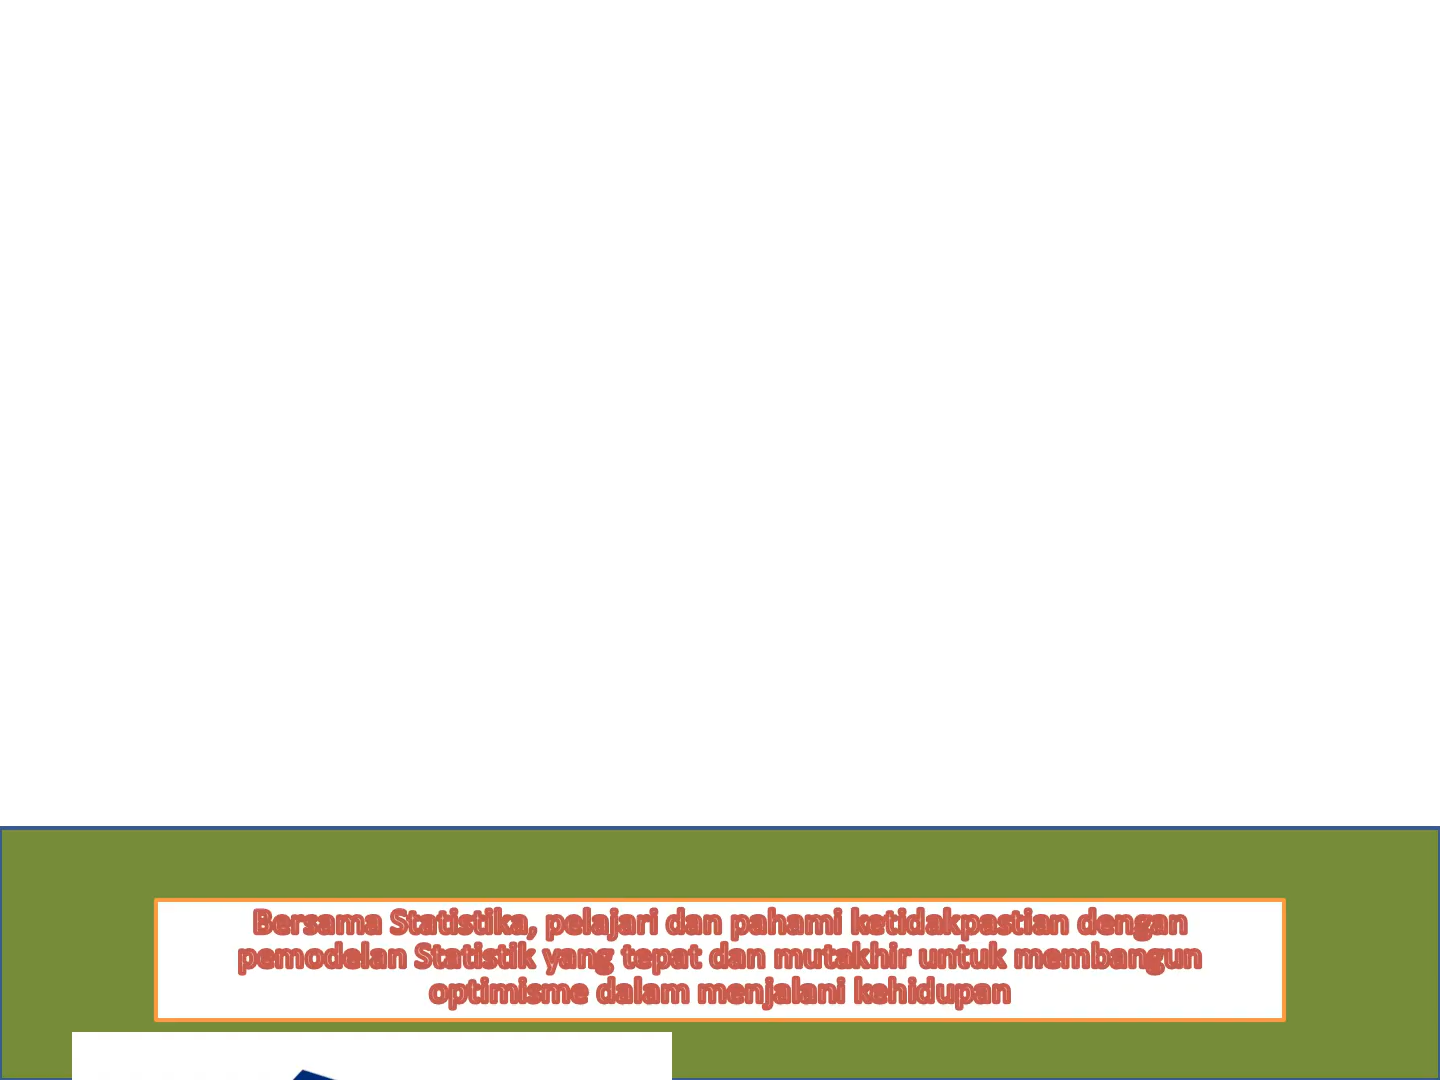 Bersama Statistika, pelajari dan pahami ketidakpastian dengan
pemodelan Statistik yang tepat dan mutakhir untuk membangun
optimisme dalam menjalani kehidupan